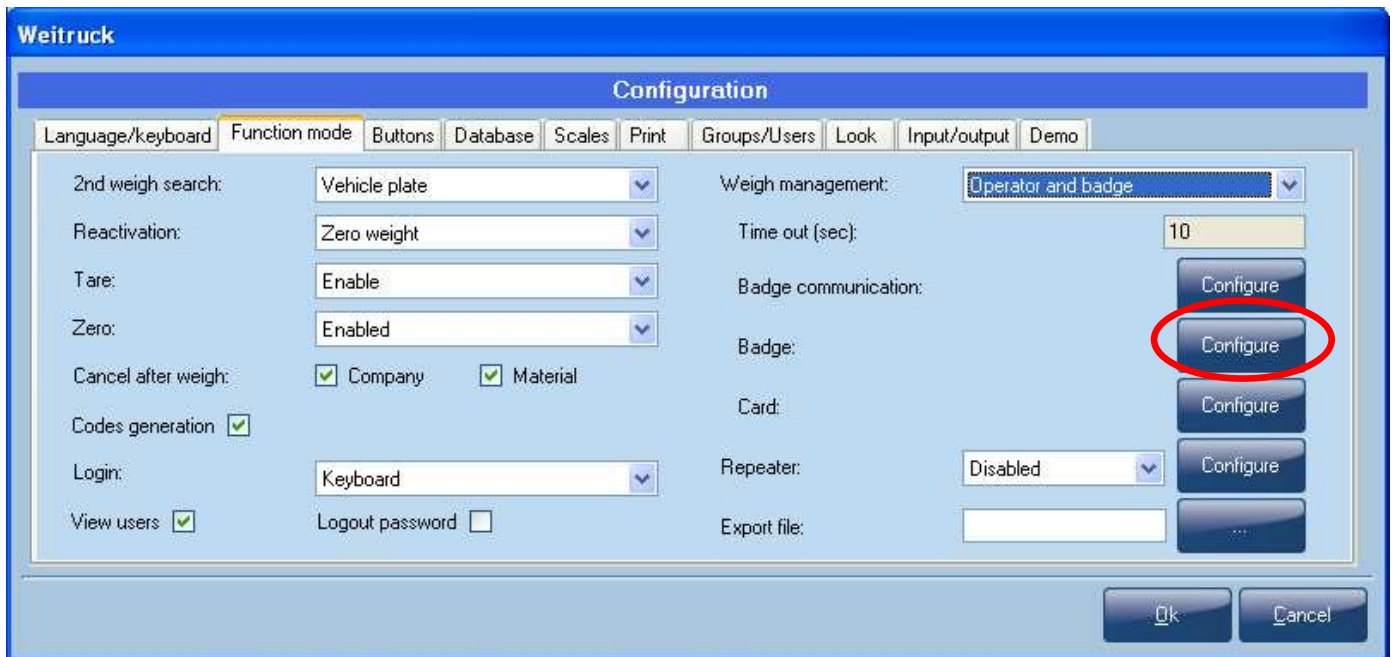 Weitruck
Configuration
Language/keyboard Function mode Buttons Database Scales Print Groups/Users Look Input/output Demo
2nd weigh search: Vehicle plate
Reactivation: Zero weight
Tare: Enable
Zero: Enabled
Cancel after weigh: Company Material
Codes generation
Login: Keyboard
View users Logout password
Weigh management: Operator and badge
Time out (sec): 10
Badge communication: Configure
Badge: Configure
Card: Configure
Repeater: Disabled Configure
Export file: ...
Ok Cancel